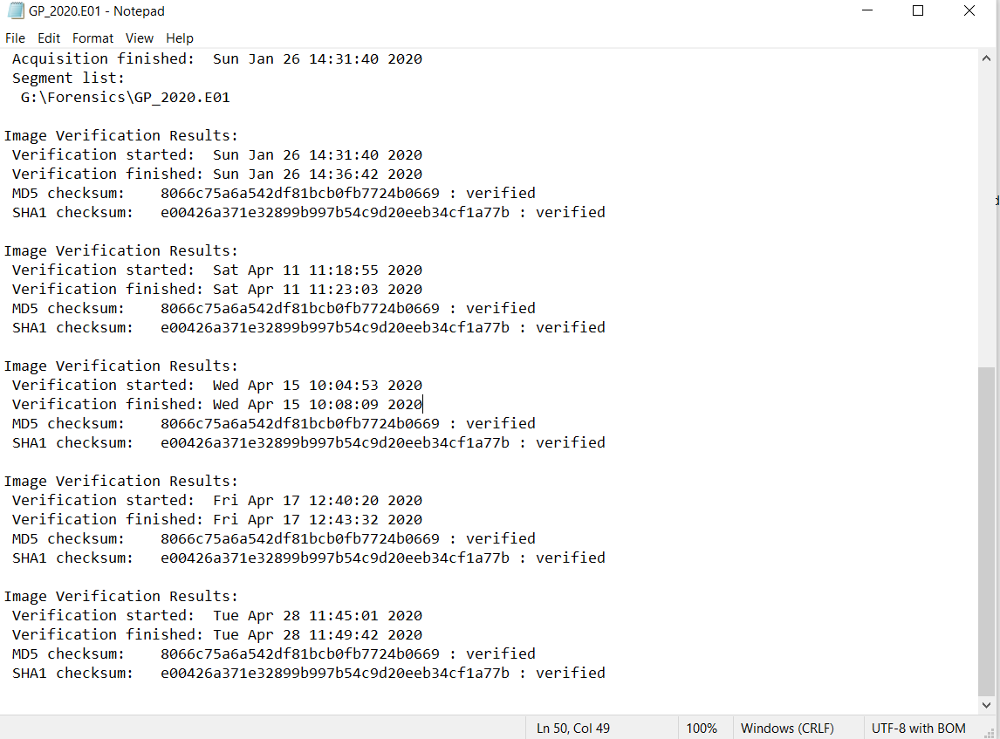 GP_2020.E01 - Notepad
File Edit Format View Help
Acquisition finished: Sun Jan 26 14:31:40 2020
Segment list:
G:\Forensics\GP_2020.E01
Image Verification Results:
Verification started: Sun Jan 26 14:31:40 2020
Verification finished: Sun Jan 26 14:36:42 2020
MD5 checksum: 8066c75a6a542df81bcb0fb7724b0669 : verified
SHA1 checksum: e00426a371e32899b997b54c9d20eeb34cf1a77b : verified
Image Verification Results:
Verification started: Sat Apr 11 11:18:55 2020
Verification finished: Sat Apr 11 11:23:03 2020
MD5 checksum: 8066c75a6a542df81bcb0fb7724b0669 : verified
SHA1 checksum: e00426a371e32899b997b54c9d20eeb34cf1a77b : verified
Image Verification Results:
Verification started: Wed Apr 15 10:04:53 2020
Verification finished: Wed Apr 15 10:08:09 2020
MD5 checksum: 8066c75a6a542df81bcb0fb7724b0669 : verified
SHA1 checksum: e00426a371e32899b997b54c9d20eeb34cf1a77b : verified
Image Verification Results:
Verification started: Fri Apr 17 12:40:20 2020
Verification finished: Fri Apr 17 12:43:32 2020
MD5 checksum: 8066c75a6a542df81bcb0fb7724b0669 : verified
SHA1 checksum: e00426a371e32899b997b54c9d20eeb34cf1a77b : verified
Image Verification Results:
Verification started: Tue Apr 28 11:45:01 2020
Verification finished: Tue Apr 28 11:49:42 2020
MD5 checksum: 8066c75a6a542df81bcb0fb7724b0669 : verified
SHA1 checksum: e00426a371e32899b997b54c9d20eeb34cf1a77b : verified
Ln 50, Col 49 100% Windows (CRLF) UTF-8 with BOM